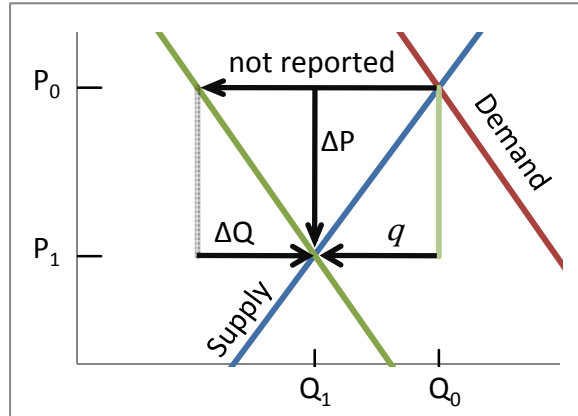 not reported
P0
ΔP
Demand
ΔQ
q
P1
Supply
Q1
Q0